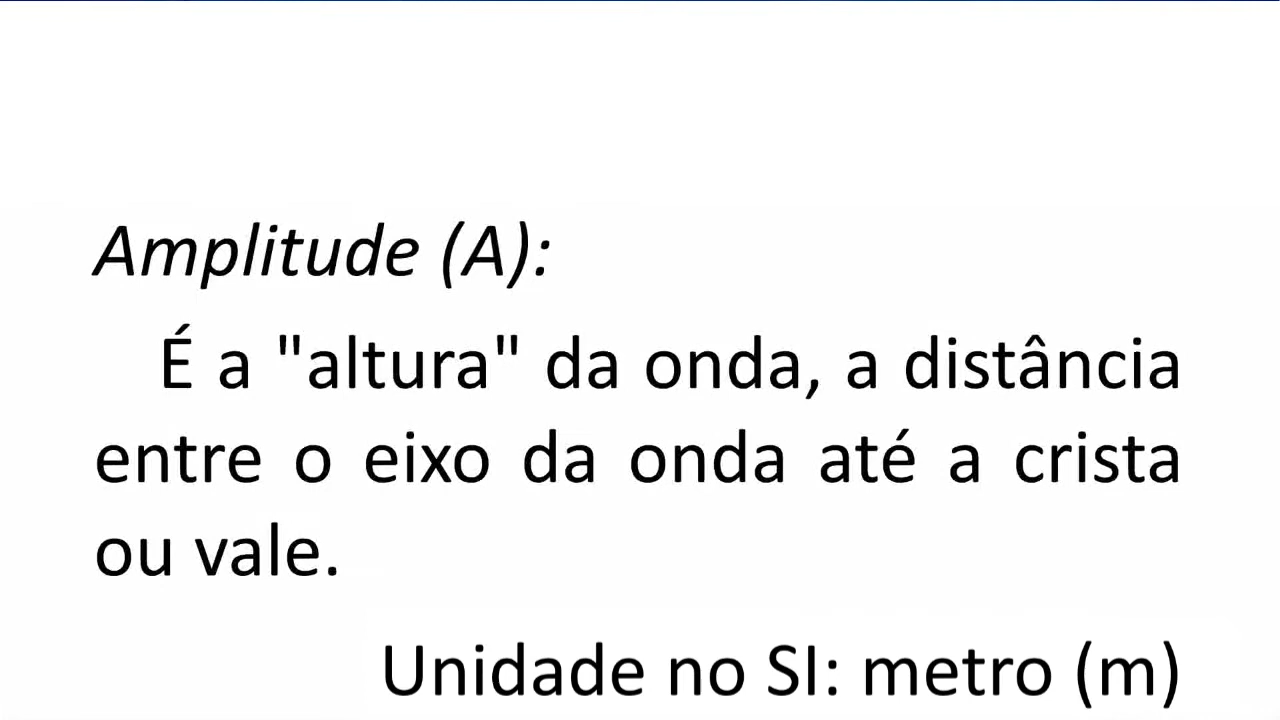 Amplitude (A):
É a "altura" da onda, a distância
entre o eixo da onda até a crista
ou vale.
Unidade no SI: metro (m)